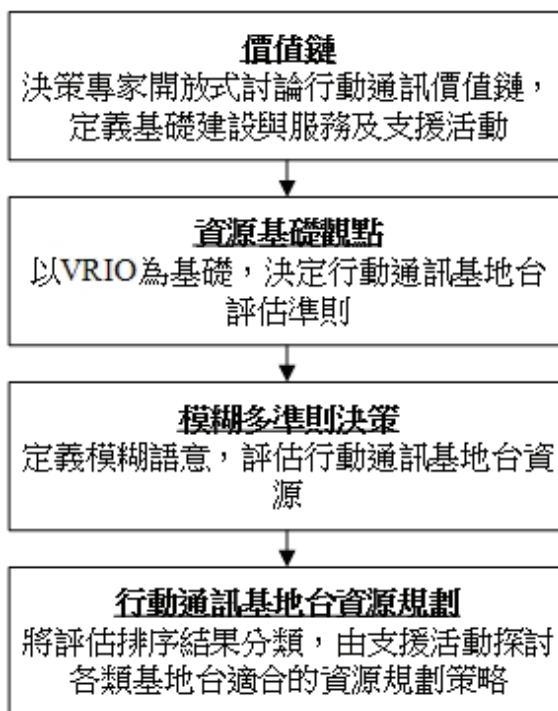 價值鏈
決策專家開放式討論行動通訊價值鏈，
定義基礎建設與服務及支援活動
資源基礎觀點
以VRIO為基礎，決定行動通訊基地台
評估準則
模糊多準則決策
定義模糊語意，評估行動通訊基地台資
源
行動通訊基地台資源規劃
將評估排序結果分類，由支援活動探討
各類基地台適合的資源規劃策略